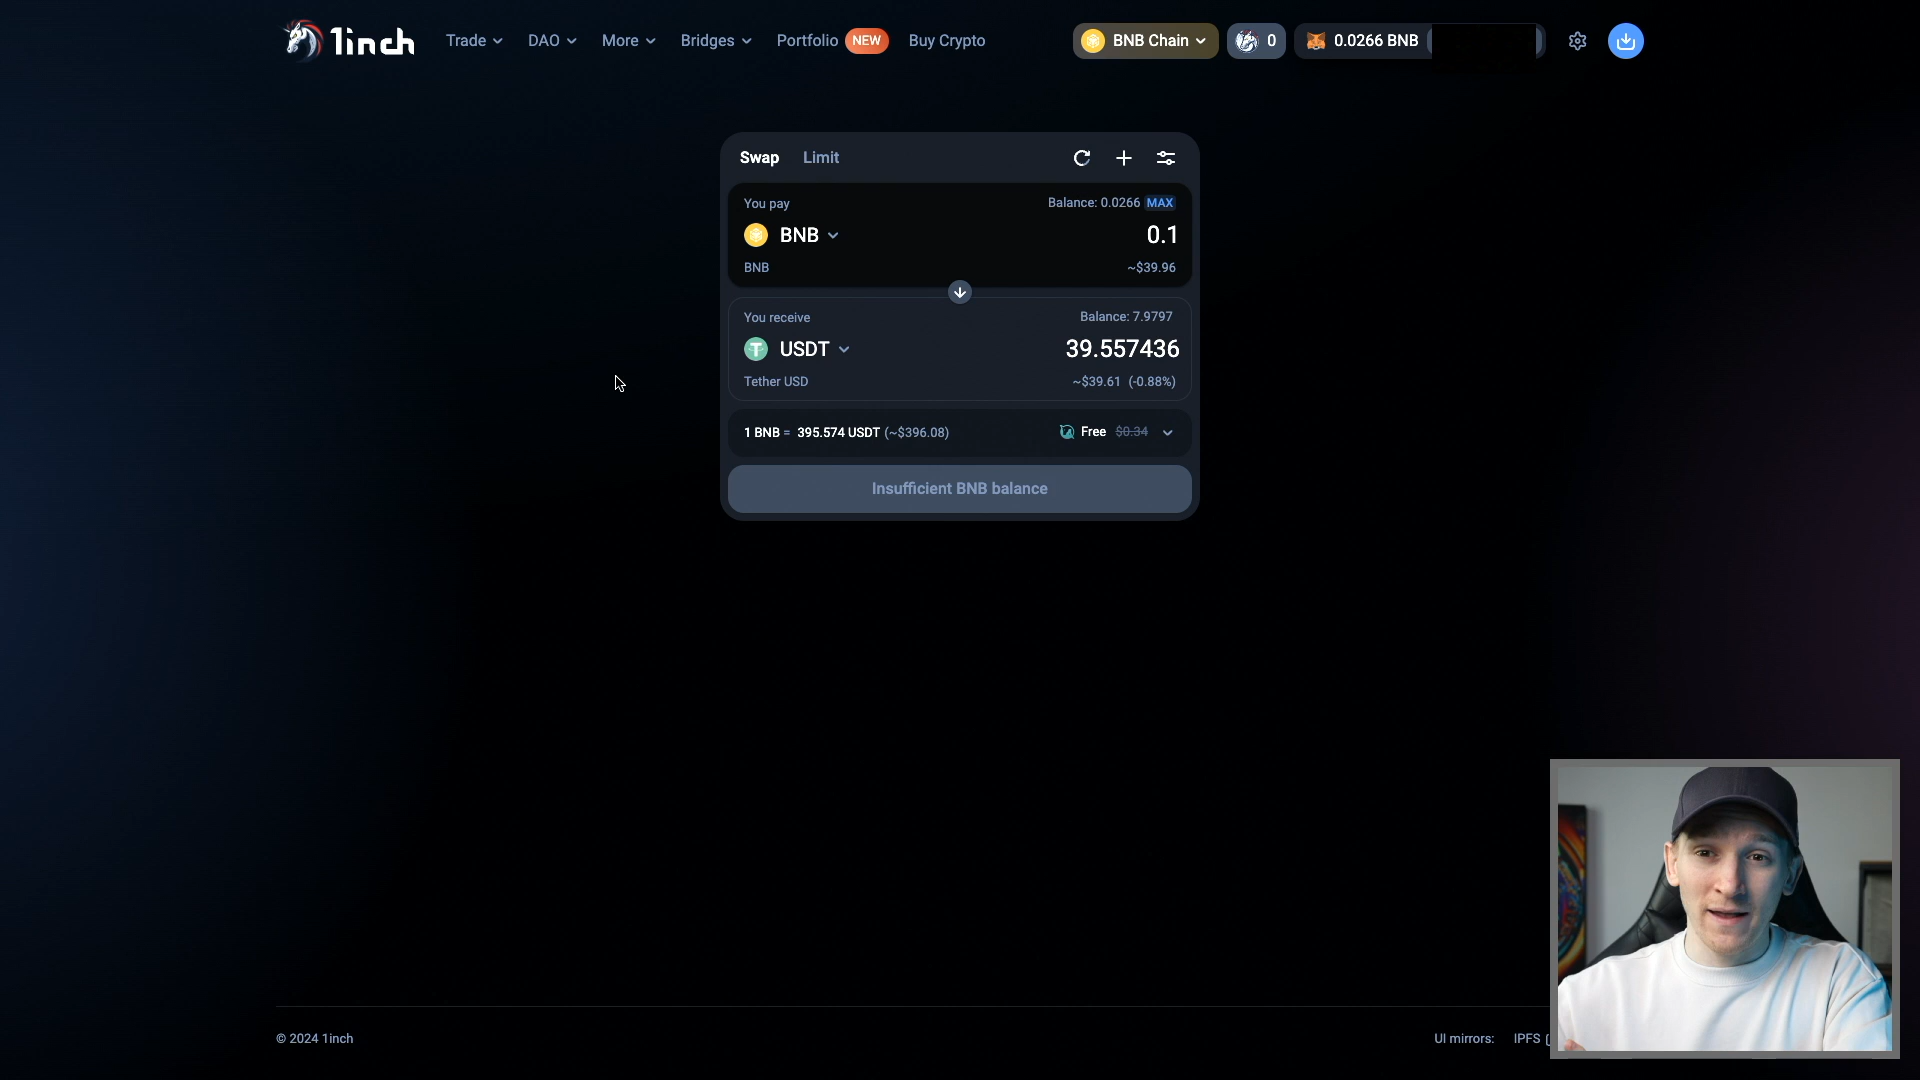 1inch Trade DAO More Bridges Portfolio NEW Buy Crypto BNB Chain 0 0.0266 BNB
Swap Limit
You pay Balance: 0.0266 MAX
BNB 0.1
BNB ~$39.96
You receive Balance: 7.9797
USDT 39.557436
Tether USD ~$39.61 (-0.88%)
1 BNB = 395.574 USDT (~$396.08) Free $0.34
Insufficient BNB balance
© 2024 1inch UI mirrors: IPFS